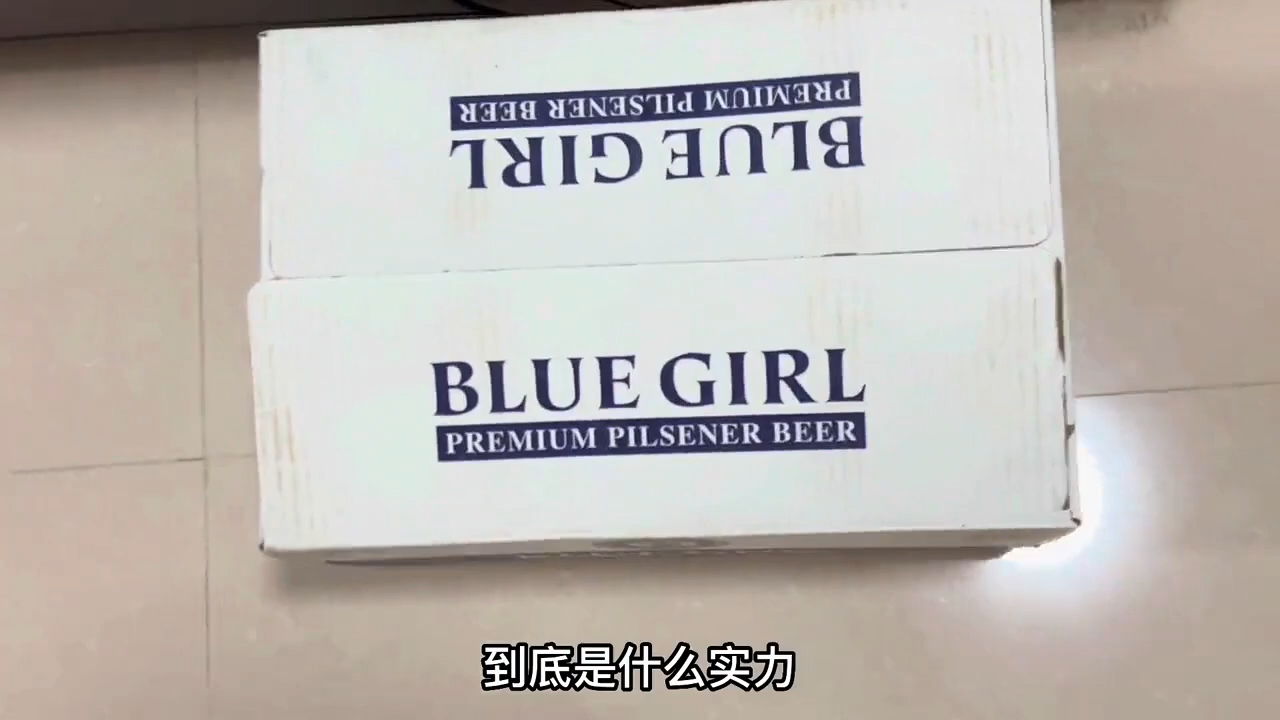 PREMIUM PILSENER BEER
BLUE GIRL
BLUE GIRL
PREMIUM PILSENER BEER
到底是什么实力